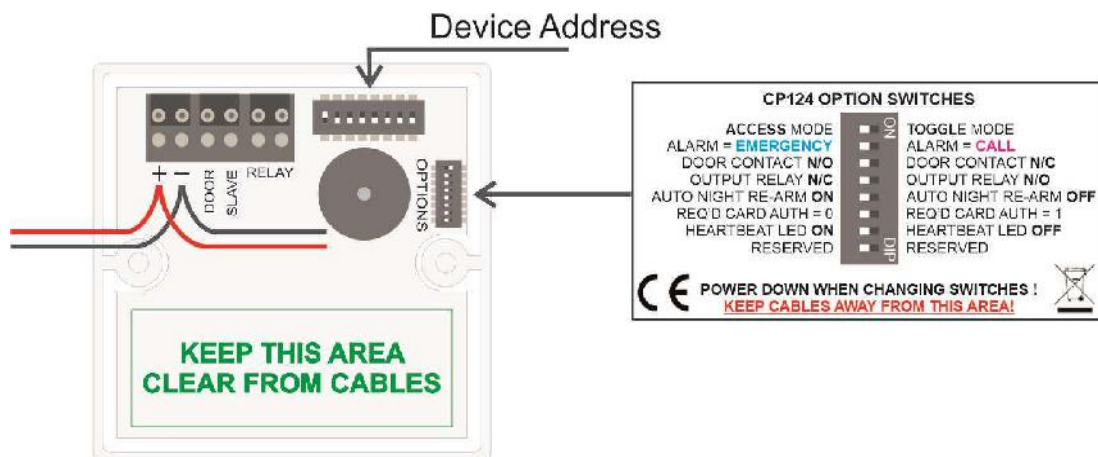 Device Address
+ − DOOR SLAVE RELAY
OPTIONS
KEEP THIS AREA
CLEAR FROM CABLES
CP124 OPTION SWITCHES
ACCESS MODE ON TOGGLE MODE
ALARM = EMERGENCY ALARM = CALL
DOOR CONTACT N/O DOOR CONTACT N/C
OUTPUT RELAY N/C OUTPUT RELAY N/O
AUTO NIGHT RE-ARM ON AUTO NIGHT RE-ARM OFF
REQ'D CARD AUTH = 0 REQ'D CARD AUTH = 1
HEARTBEAT LED ON HEARTBEAT LED OFF
RESERVED DIP RESERVED
CE POWER DOWN WHEN CHANGING SWITCHES !
KEEP CABLES AWAY FROM THIS AREA!